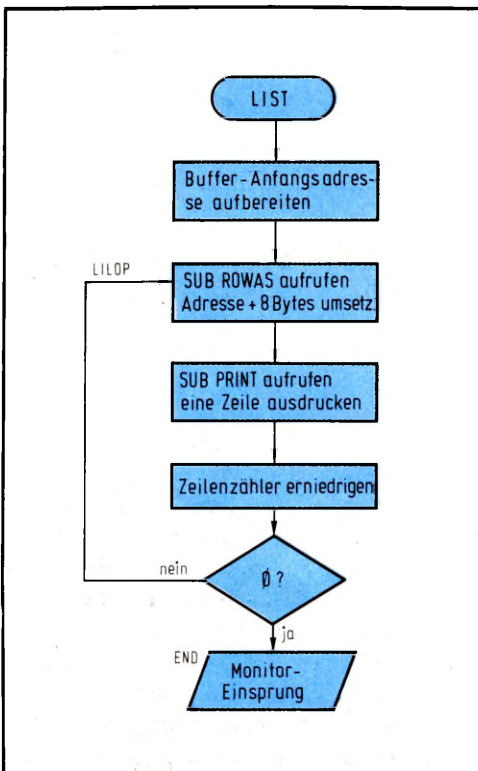 LIST
Buffer-Anfangsadres-
se aufbereiten
LILOP
SUB ROWAS aufrufen
Adresse + 8 Bytes umsetz.
SUB PRINT aufrufen
eine Zeile ausdrucken
Zeilenzähler erniedrigen
nein
Ø ?
ja
END
Monitor-
Einsprung